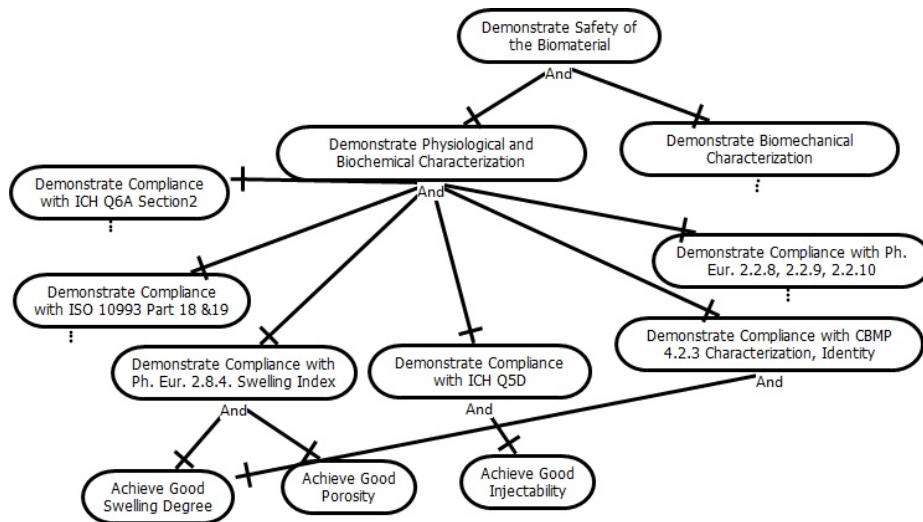 Demonstrate Safety of
the Biomaterial
And
Demonstrate Physiological and
Biochemical Characterization
Demonstrate Biomechanical
Characterization
Demonstrate Compliance
with ICH Q6A Section2
And
Demonstrate Compliance with Ph.
Eur. 2.2.8, 2.2.9, 2.2.10
Demonstrate Compliance
with ISO 10993 Part 18 &19
Demonstrate Compliance with
Ph. Eur. 2.8.4. Swelling Index
Demonstrate Compliance
with ICH Q5D
Demonstrate Compliance with CBMP
4.2.3 Characterization, Identity
And
And
And
Achieve Good
Swelling Degree
Achieve Good
Porosity
Achieve Good
Injectability